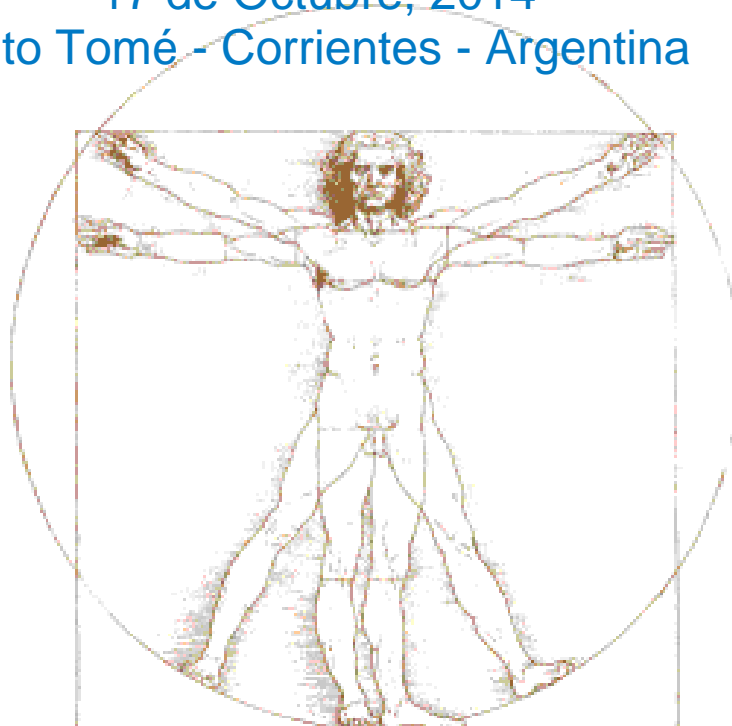 17 de Octubre, 2014
to Tomé - Corrientes - Argentina